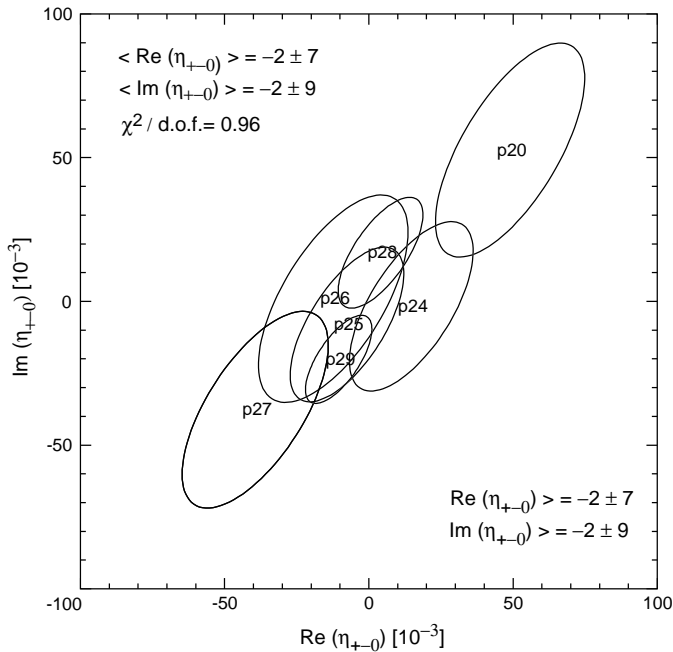 100
< Re (η+−0) > = −2 ± 7
< Im (η+−0) > = −2 ± 9
χ2 / d.o.f.= 0.96
p20
50
p28
Im (η+−0) [10−3]
0
p26
p24
p25
p29
p27
-50
Re (η+−0) > = −2 ± 7
Im (η+−0) > = −2 ± 9
-100
-50
0
50
100
Re (η+−0) [10−3]